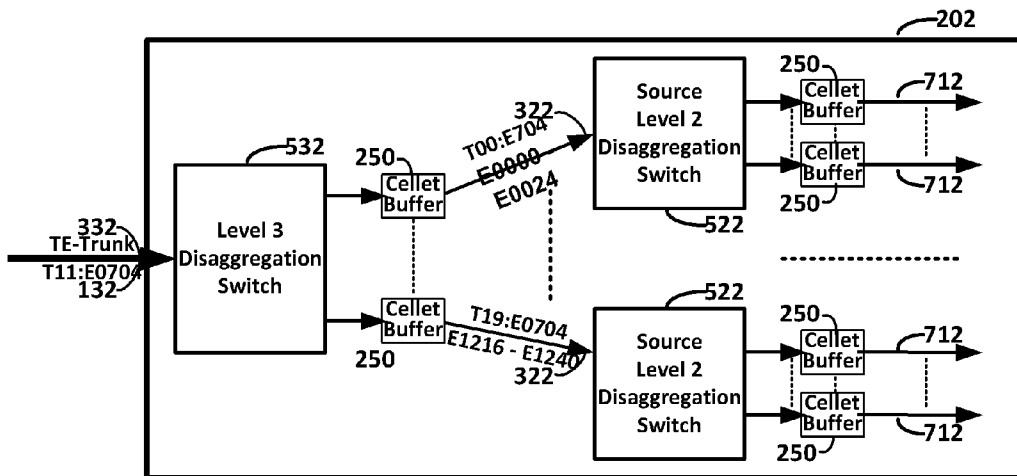 202
332
TE-Trunk
T11:E0704
132
532
Level 3
Disaggregation
Switch
250
Cellet
Buffer
Cellet
Buffer
250
322
T00:E704
E0000
E0024
T19:E0704
E1216 - E1240
322
Source
Level 2
Disaggregation
Switch
522
250
Cellet
Buffer
712
Cellet
Buffer
712
250
522
Source
Level 2
Disaggregation
Switch
250
Cellet
Buffer
712
Cellet
Buffer
712
250